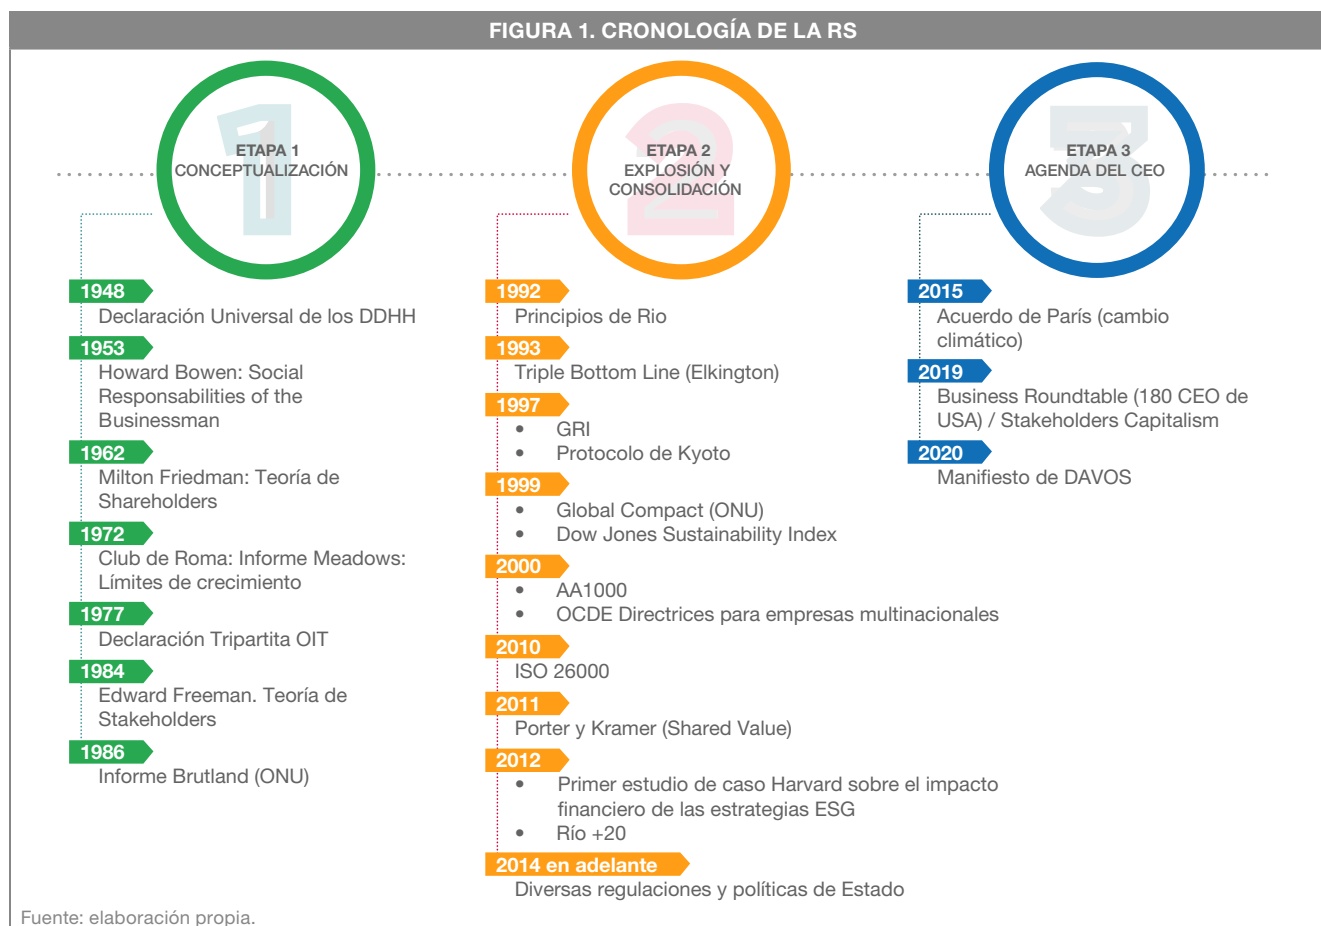 FIGURA 1. CRONOLOGÍA DE LA RS
1
ETAPA 1
CONCEPTUALIZACIÓN
1948
Declaración Universal de los DDHH
1953
Howard Bowen: Social
Responsabilities of the
Businessman
1962
Milton Friedman: Teoría de
Shareholders
1972
Club de Roma: Informe Meadows:
Límites de crecimiento
1977
Declaración Tripartita OIT
1984
Edward Freeman. Teoría de
Stakeholders
1986
Informe Brutland (ONU)
2
ETAPA 2
EXPLOSIÓN Y
CONSOLIDACIÓN
1992
Principios de Rio
1993
Triple Bottom Line (Elkington)
1997
• GRI
• Protocolo de Kyoto
1999
• Global Compact (ONU)
• Dow Jones Sustainability Index
2000
• AA1000
• OCDE Directrices para empresas multinacionales
2010
ISO 26000
2011
Porter y Kramer (Shared Value)
2012
• Primer estudio de caso Harvard sobre el impacto
financiero de las estrategias ESG
• Río +20
2014 en adelante
Diversas regulaciones y políticas de Estado
3
ETAPA 3
AGENDA DEL CEO
2015
Acuerdo de París (cambio
climático)
2019
Business Roundtable (180 CEO de
USA) / Stakeholders Capitalism
2020
Manifiesto de DAVOS
Fuente: elaboración propia.